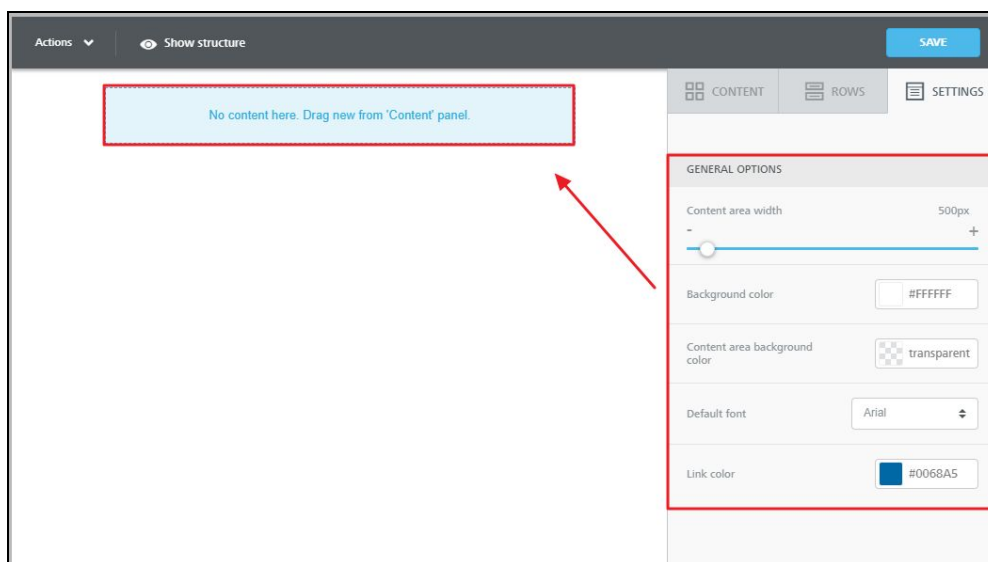 Actions
Show structure
SAVE
CONTENT
ROWS
SETTINGS
No content here. Drag new from 'Content' panel.
GENERAL OPTIONS
Content area width
500px
-
+
Background color
#FFFFFF
Content area background
color
transparent
Default font
Arial
Link color
#0068A5